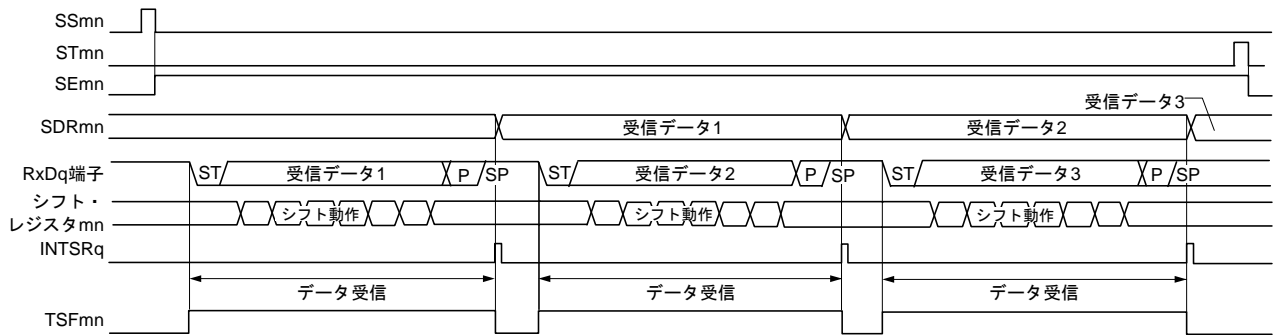 SSmn
STmn
SEmn
受信データ3
SDRmn 受信データ1 受信データ2
RxDq端子 ST 受信データ1 P SP ST 受信データ2 P SP ST 受信データ3 P SP
シフト・
レジスタmn シフト動作 シフト動作 シフト動作
INTSRq
データ受信 データ受信 データ受信
TSFmn